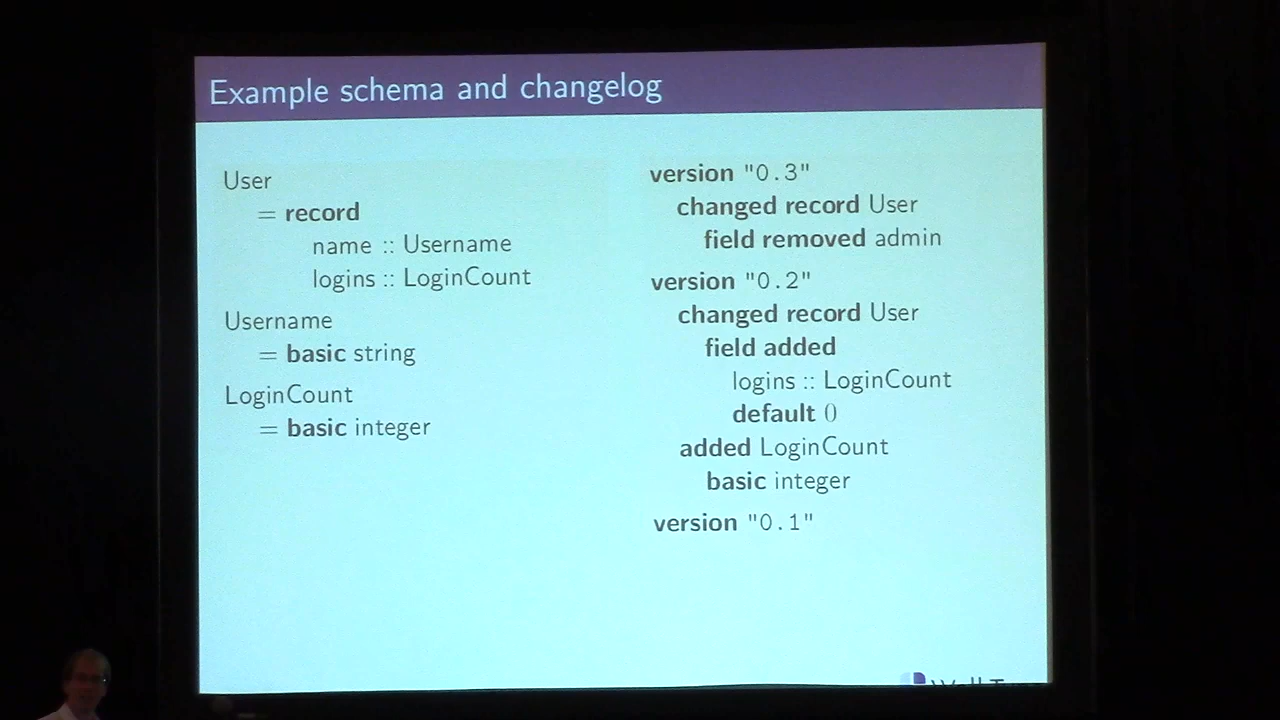 Example schema and changelog
User
= record
name :: Username
logins :: LoginCount
Username
= basic string
LoginCount
= basic integer
version "0.3"
changed record User
field removed admin
version "0.2"
changed record User
field added
logins :: LoginCount
default ()
added LoginCount
basic integer
version "0.1"